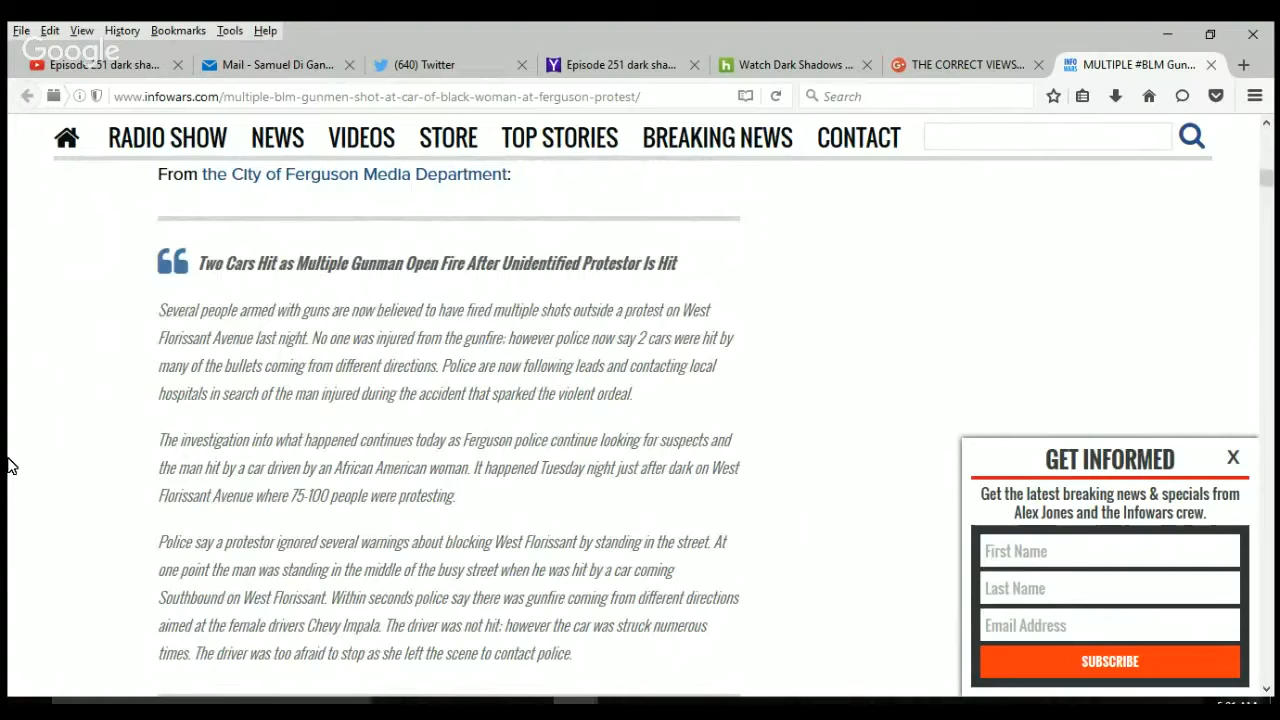 File Edit View History Bookmarks Tools Help
Google
Episode 251 dark sha...
Mail - Samuel Di Gan...
(640) Twitter
Episode 251 dark sha...
Watch Dark Shadows ...
THE CORRECT VIEWS...
MULTIPLE #BLM Gun...
www.infowars.com/multiple-blm-gunmen-shot-at-car-of-black-woman-at-ferguson-protest/
Search
RADIO SHOW NEWS VIDEOS STORE TOP STORIES BREAKING NEWS CONTACT
From the City of Ferguson Media Department:
Two Cars Hit as Multiple Gunman Open Fire After Unidentified Protestor Is Hit
Several people armed with guns are now believed to have fired multiple shots outside a protest on West
Florissant Avenue last night. No one was injured from the gunfire; however police now say 2 cars were hit by
many of the bullets coming from different directions. Police are now following leads and contacting local
hospitals in search of the man injured during the accident that sparked the violent ordeal.
The investigation into what happened continues today as Ferguson police continue looking for suspects and
the man hit by a car driven by an African American woman. It happened Tuesday night just after dark on West
Florissant Avenue where 75-100 people were protesting.
Police say a protestor ignored several warnings about blocking West Florissant by standing in the street. At
one point the man was standing in the middle of the busy street when he was hit by a car coming
Southbound on West Florissant. Within seconds police say there was gunfire coming from different directions
aimed at the female drivers Chevy Impala. The driver was not hit; however the car was struck numerous
times. The driver was too afraid to stop as she left the scene to contact police.
GET INFORMED X
Get the latest breaking news & specials from
Alex Jones and the Infowars crew.
First Name
Last Name
Email Address
SUBSCRIBE